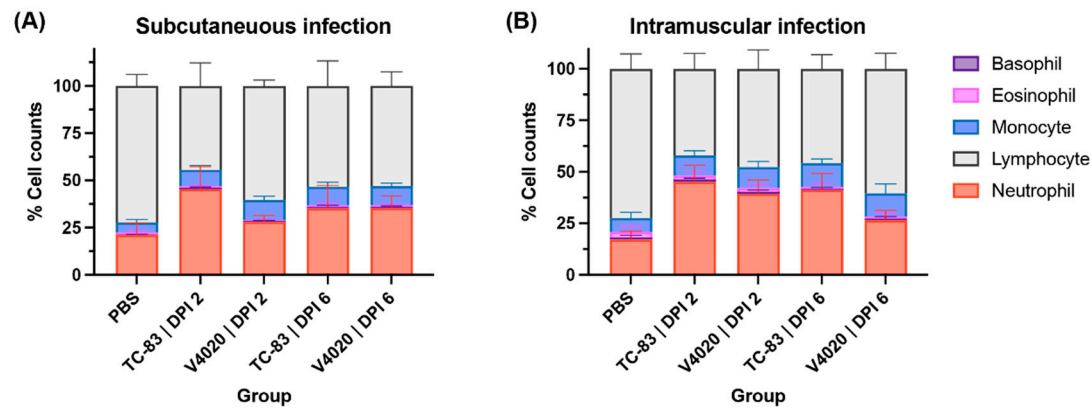 (A)
Subcutaneuous infection
% Cell counts
100
75
50
25
0
PBS
TC-83 | DPI 2
V4020 | DPI 2
TC-83 | DPI 6
V4020 | DPI 6
Group
(B)
Intramuscular infection
% Cell counts
100
75
50
25
0
PBS
TC-83 | DPI 2
V4020 | DPI 2
TC-83 | DPI 6
V4020 | DPI 6
Group
Basophil
Eosinophil
Monocyte
Lymphocyte
Neutrophil